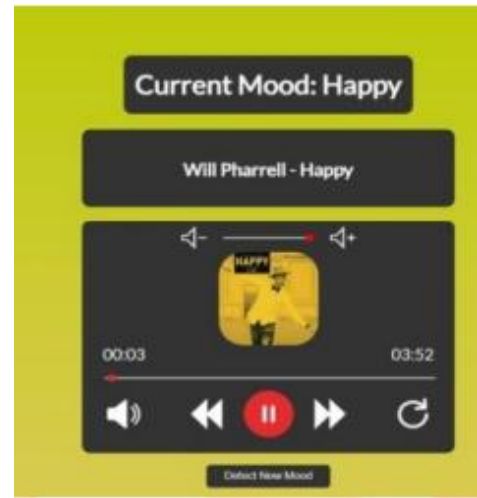 Current Mood: Happy
Will Pharrell - Happy
HAPPY
00:03
03:52
Detect New Mood